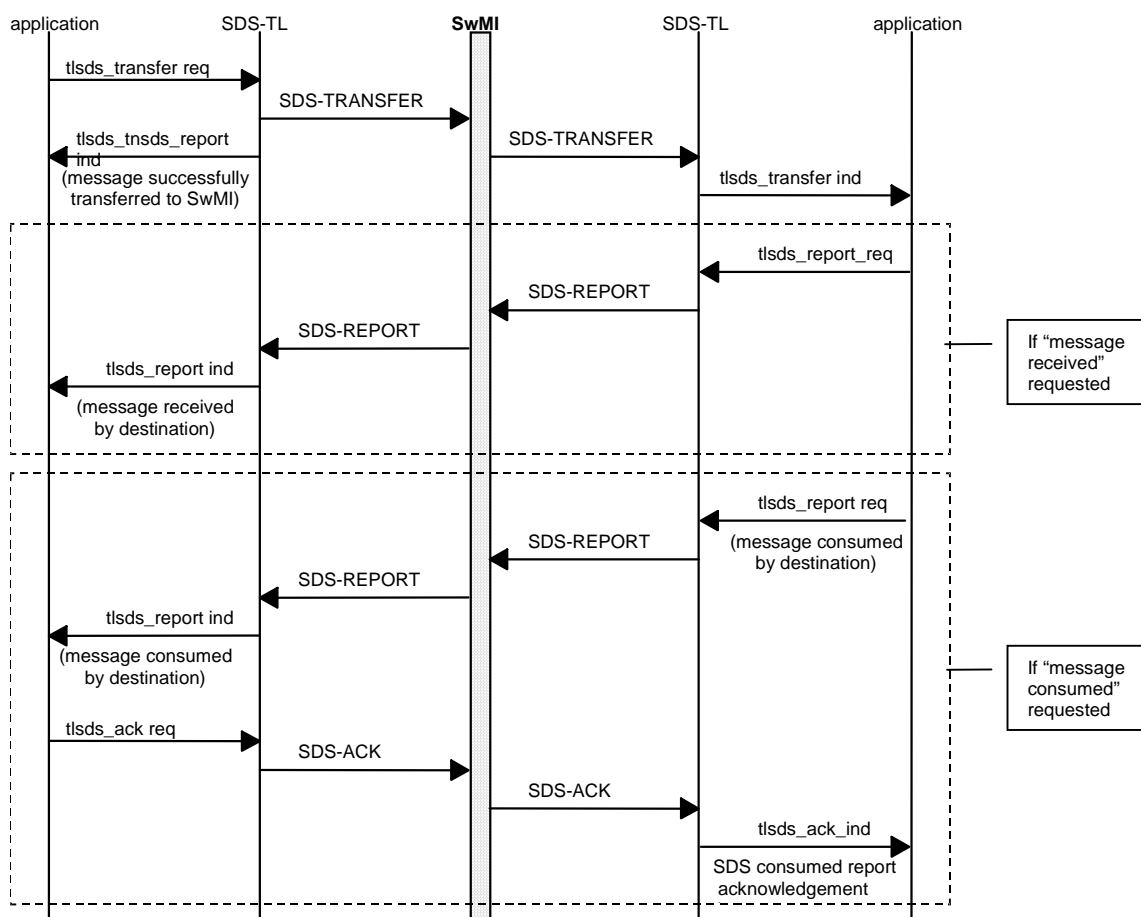 application SDS-TL SwMI SDS-TL application
tlsds_transfer req
SDS-TRANSFER
tlsds_tnsds_report
ind
(message successfully
transferred to SwMI)
SDS-TRANSFER
tlsds_transfer ind
tlsds_report_req
SDS-REPORT
SDS-REPORT
tlsds_report ind
(message received
by destination)
If “message
received”
requested
tlsds_report req
(message consumed
by destination)
SDS-REPORT
SDS-REPORT
tlsds_report ind
(message consumed
by destination)
If “message
consumed”
requested
tlsds_ack req
SDS-ACK
SDS-ACK
tlsds_ack_ind
SDS consumed report
acknowledgement